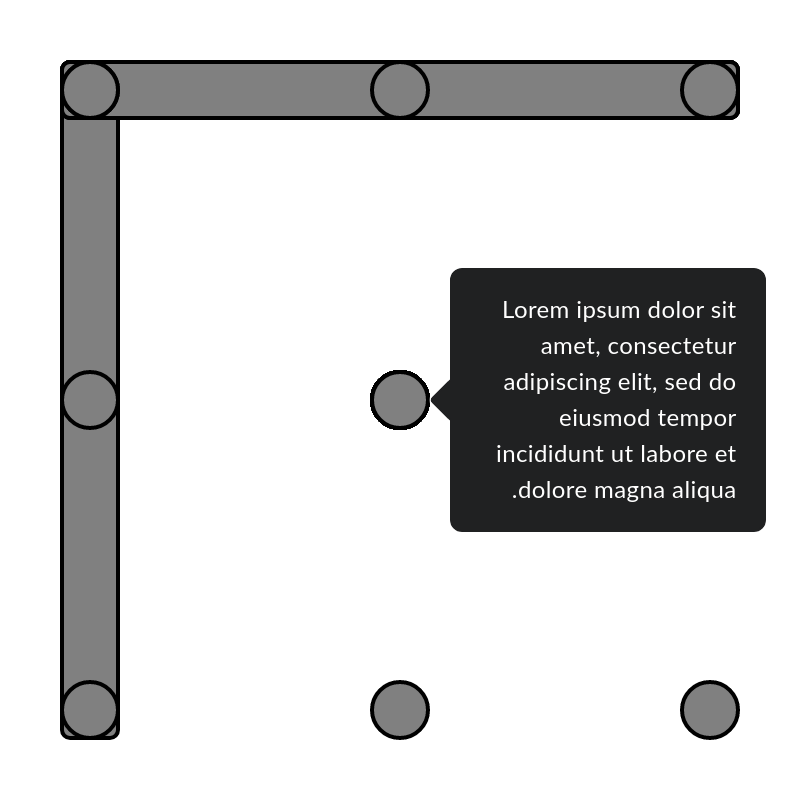 Lorem ipsum dolor sit
amet, consectetur
adipiscing elit, sed do
eiusmod tempor
incididunt ut labore et
.dolore magna aliqua